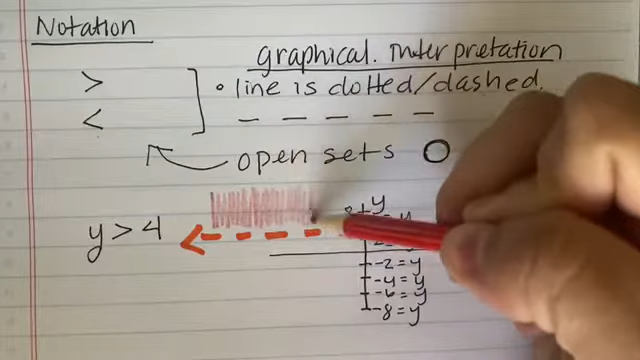 Notation
graphical. interpretation
>
• line is dotted/dashed.
<
open sets
y > 4
y
-2=y
-4=y
-6=y
-8=y